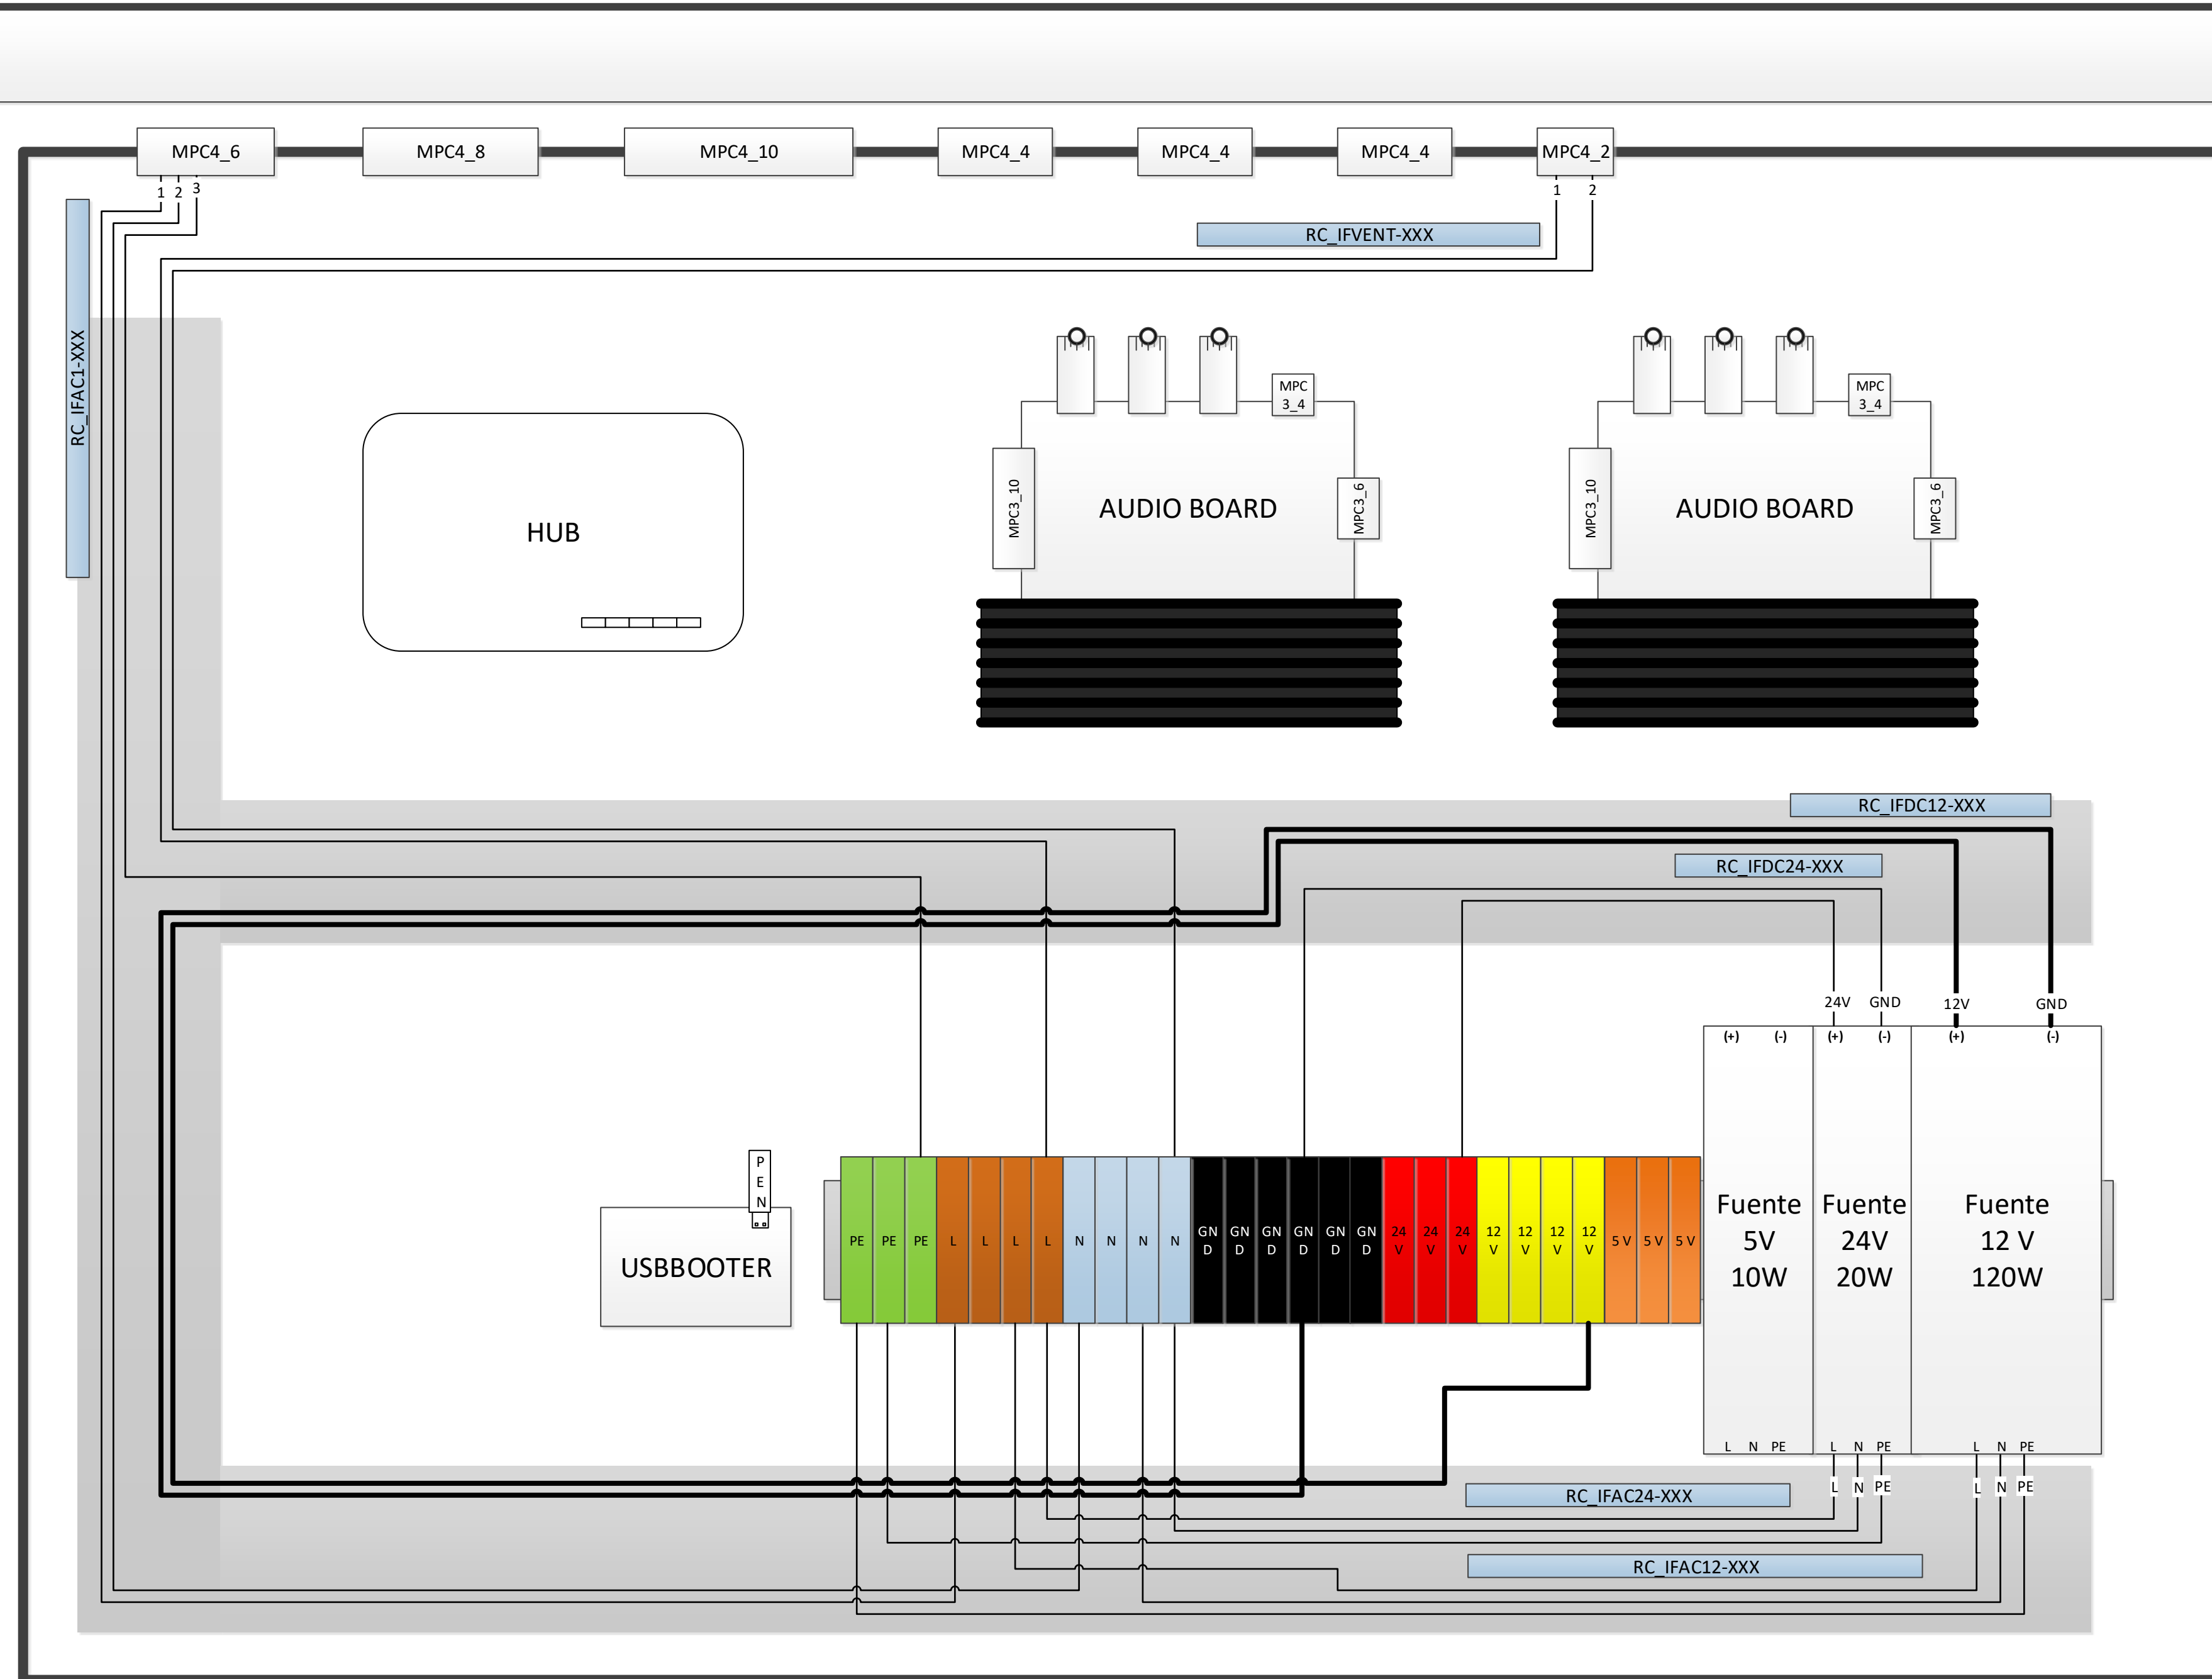 MPC4_6
MPC4_8
MPC4_10
MPC4_4
MPC4_4
MPC4_4
MPC4_2
1 2 3
1 2
RC_IFVENT-XXX
RC_IFAC1-XXX
MPC
3_4
MPC
3_4
HUB
MPC3_10
AUDIO BOARD
MPC3_6
MPC3_10
AUDIO BOARD
MPC3_6
RC_IFDC12-XXX
RC_IFDC24-XXX
24V GND 12V GND
(+) (-) (+) (-) (+) (-)
P
E
N
USBBOOTER
PE
PE
PE
L
L
L
L
N
N
N
N
GN
D
GN
D
GN
D
GN
D
GN
D
GN
D
24
V
24
V
24
V
12
V
12
V
12
V
12
V
5 V
5 V
5 V
Fuente
5V
10W
Fuente
24V
20W
Fuente
12 V
120W
L N PE
L N PE
L N PE
L N PE
L N PE
RC_IFAC24-XXX
RC_IFAC12-XXX